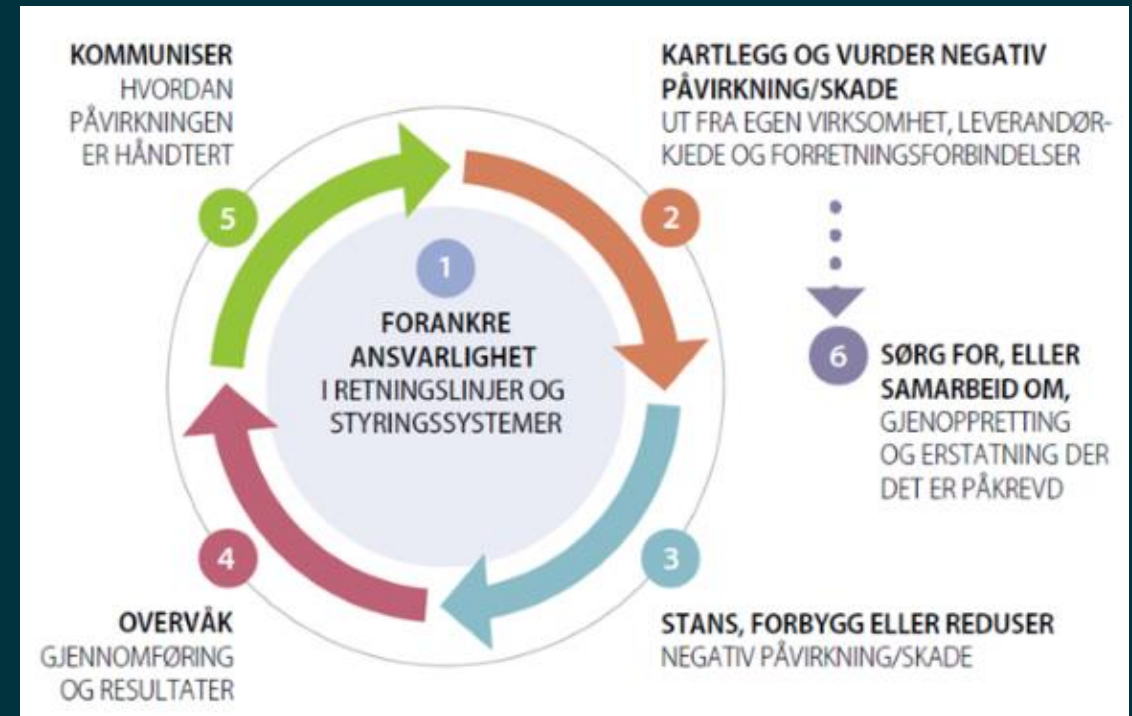 KOMMUNISER
HVORDAN
PÅVIRKNINGEN
ER HÅNDTERT
5
KARTLEGG OG VURDER NEGATIV
PÅVIRKNING/SKADE
UT FRA EGEN VIRKSOMHET, LEVERANDØR-
KJEDE OG FORRETNINGSFORBINDELSER
2
1
FORANKRE
ANSVARLIGHET
I RETNINGSLINJER OG
STYRINGSSYSTEMER
6
SØRG FOR, ELLER
SAMARBEID OM,
GJENOPPRETTING
OG ERSTATNING DER
DET ER PÅKREVD
4
OVERVÅK
GJENNOMFØRING
OG RESULTATER
3
STANS, FORBYGG ELLER REDUSER
NEGATIV PÅVIRKNING/SKADE